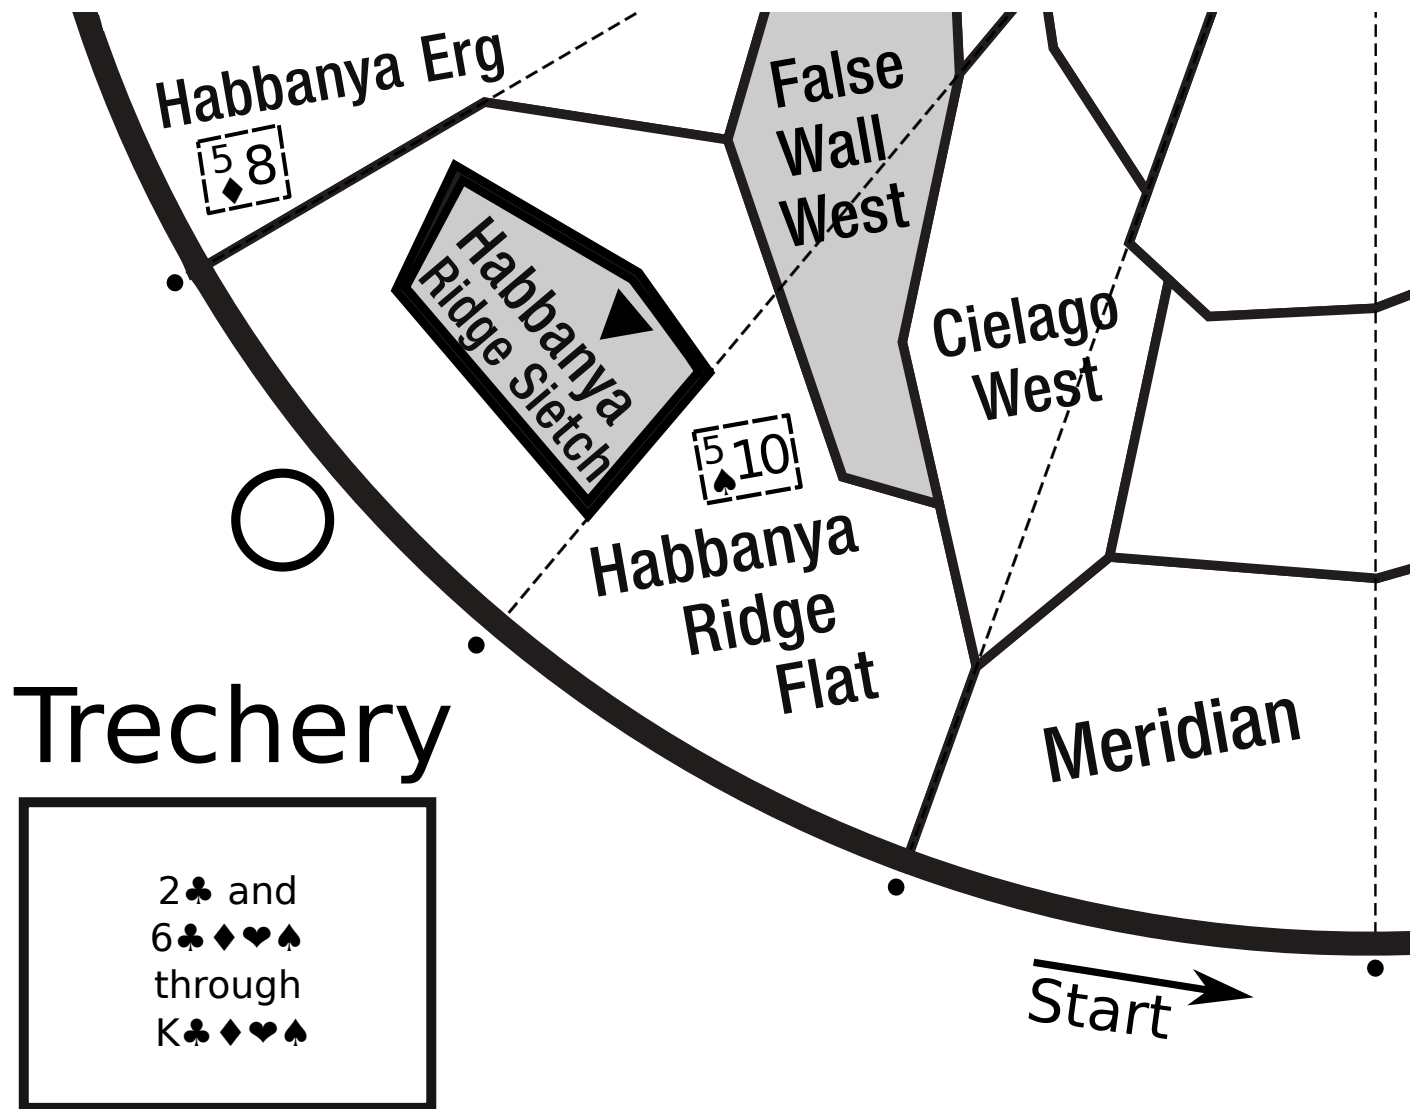 Habbanya Erg
5♦ 8
False
Wall
West
Habbanya
Ridge Sietch
Cielago
West
5♠ 10
Habbanya
Ridge
Flat
Meridian
Trechery
2♣ and
6♣♦❤♠
through
K♣♦❤♠
Start